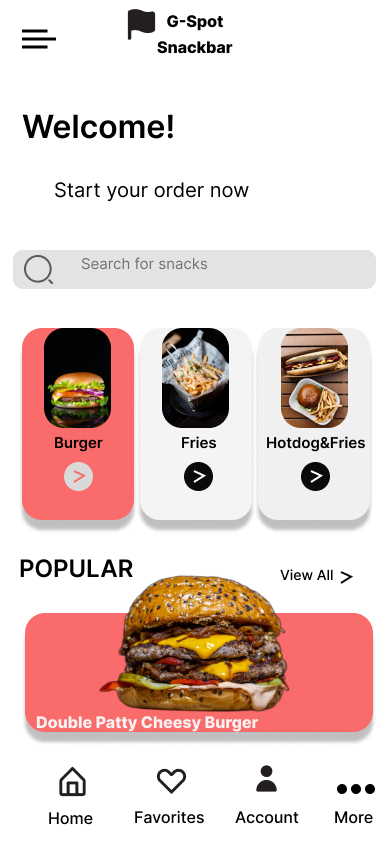 G-Spot
Snackbar
Welcome!
Start your order now
Search for snacks
Burger
Fries
Hotdog&Fries
POPULAR
View All
Double Patty Cheesy Burger
Home
Favorites
Account
More